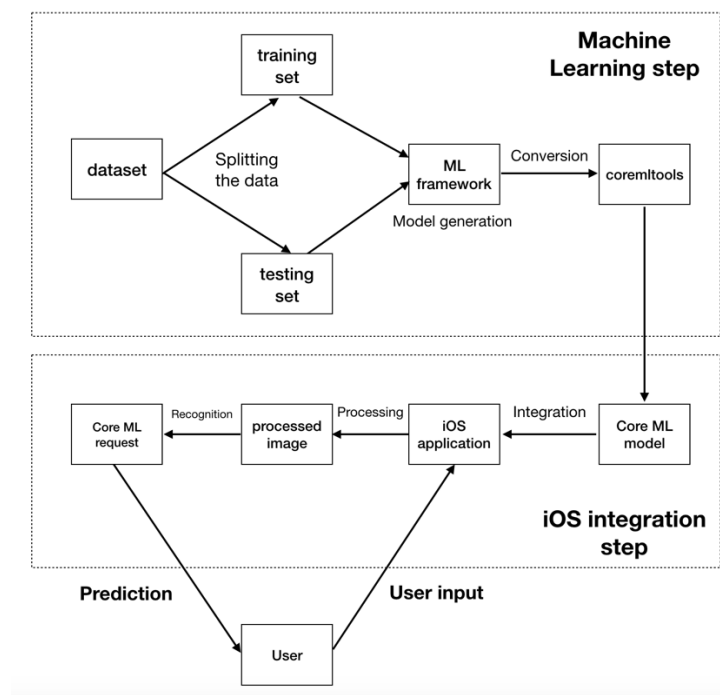 Machine
Learning step
training
set
dataset
Splitting
the data
ML
framework
Conversion
coremltools
Model generation
testing
set
Core ML
request
Recognition
processed
image
Processing
iOS
application
Integration
Core ML
model
iOS integration
step
Prediction
User input
User